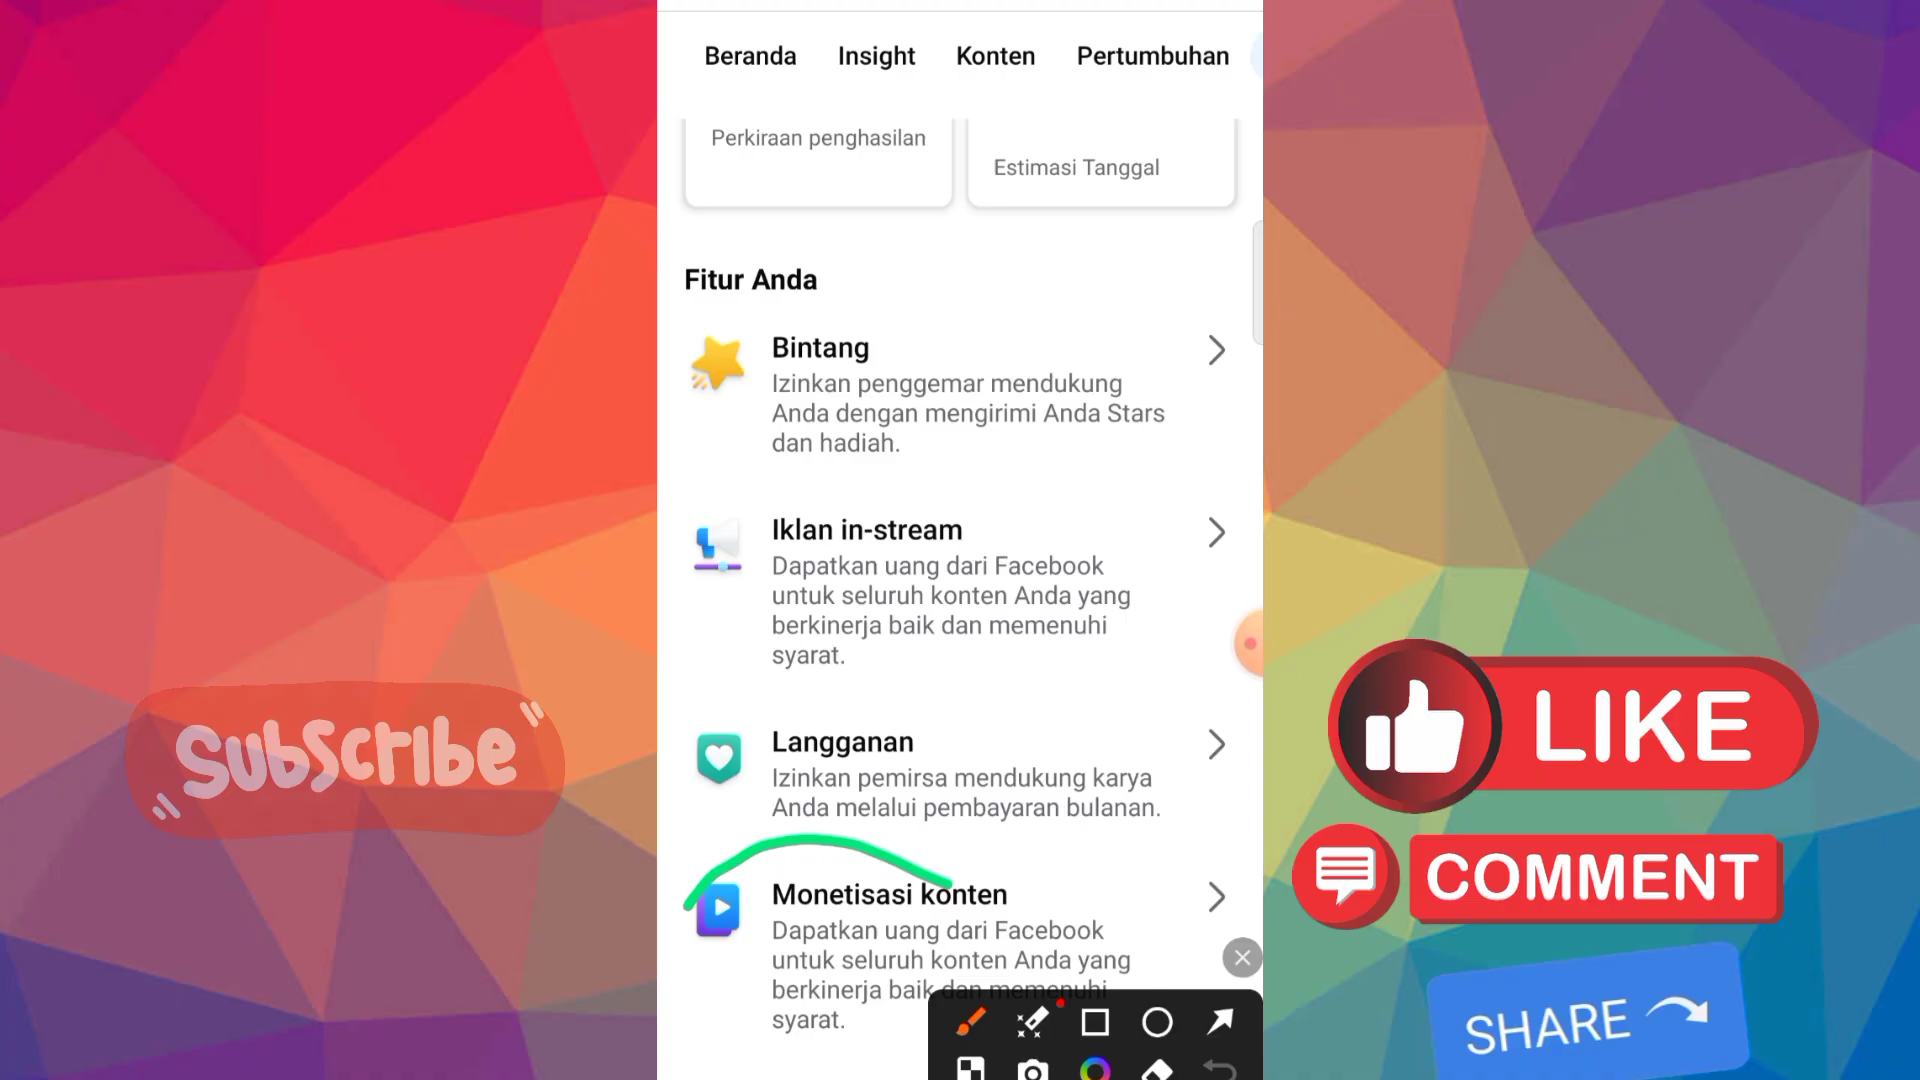 Beranda Insight Konten Pertumbuhan
Perkiraan penghasilan
Estimasi Tanggal
Fitur Anda
Bintang
Izinkan penggemar mendukung
Anda dengan mengirimi Anda Stars
dan hadiah.
Iklan in-stream
Dapatkan uang dari Facebook
untuk seluruh konten Anda yang
berkinerja baik dan memenuhi
syarat.
Langganan
Izinkan pemirsa mendukung karya
Anda melalui pembayaran bulanan.
Monetisasi konten
Dapatkan uang dari Facebook
untuk seluruh konten Anda yang
berkinerja baik dan memenuhi
syarat.
Subscribe
LIKE
COMMENT
SHARE